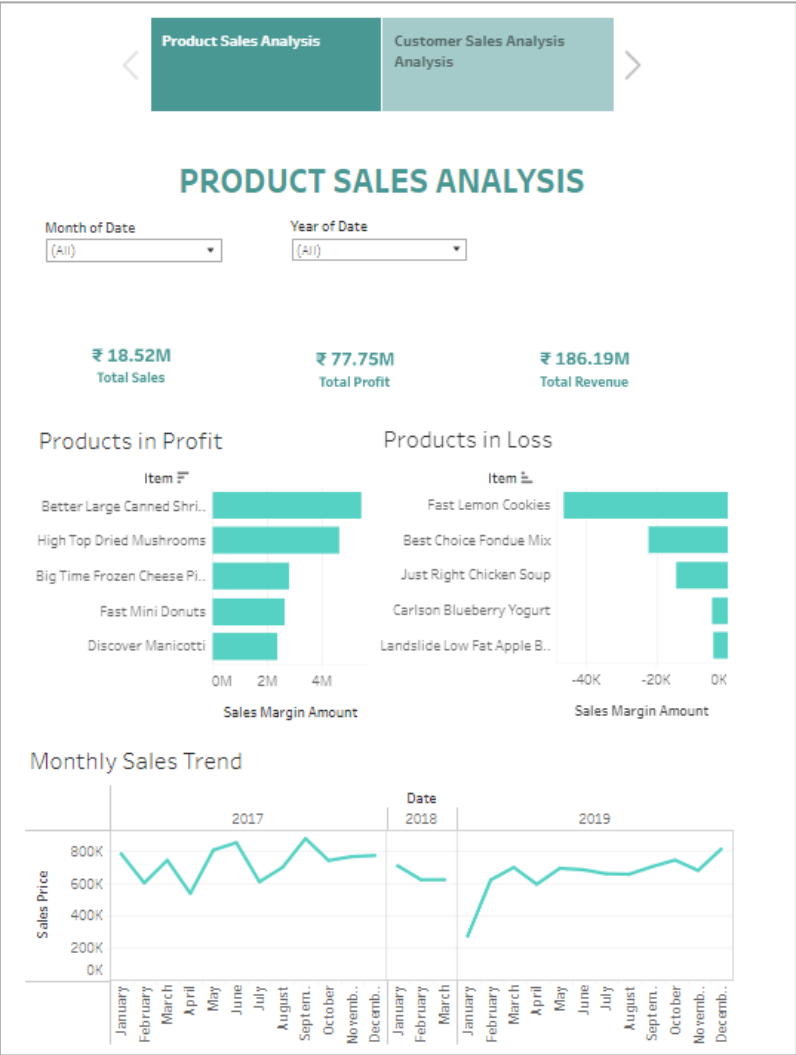 Product Sales Analysis
Customer Sales Analysis
Analysis
PRODUCT SALES ANALYSIS
Month of Date
(All)
Year of Date
(All)
₹ 18.52M
Total Sales
₹ 77.75M
Total Profit
₹ 186.19M
Total Revenue
Products in Profit
Item
Better Large Canned Shri..
High Top Dried Mushrooms
Big Time Frozen Cheese Pi..
Fast Mini Donuts
Discover Manicotti
0M 2M 4M
Sales Margin Amount
Products in Loss
Item
Fast Lemon Cookies
Best Choice Fondue Mix
Just Right Chicken Soup
Carlson Blueberry Yogurt
Landslide Low Fat Apple B..
-40K -20K 0K
Sales Margin Amount
Monthly Sales Trend
Date
2017 2018 2019
Sales Price
800K
600K
400K
200K
0K
January
February
March
April
May
June
July
August
Septem..
October
Novemb..
Decemb..
January
February
March
January
February
March
April
May
June
July
August
Septem..
October
Novemb..
Decemb..